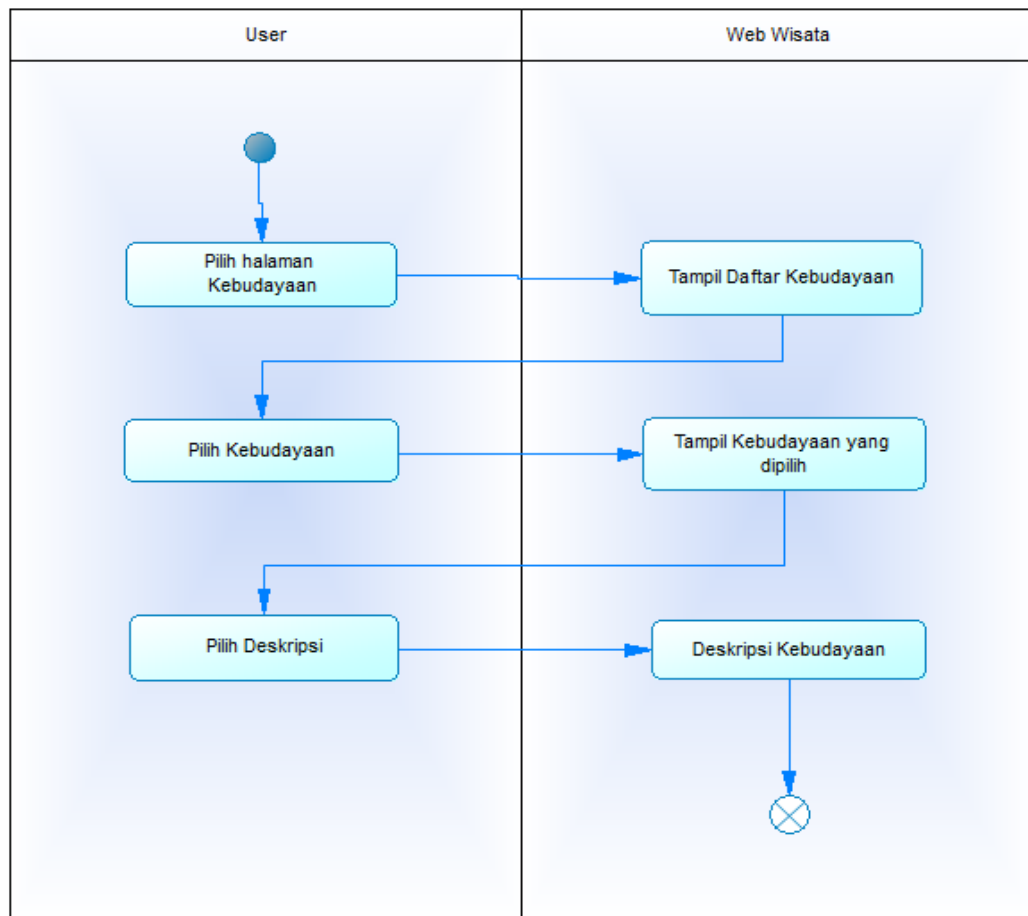 User
Web Wisata
Pilih halaman
Kebudayaan
Tampil Daftar Kebudayaan
Pilih Kebudayaan
Tampil Kebudayaan yang
dipilih
Pilih Deskripsi
Deskripsi Kebudayaan